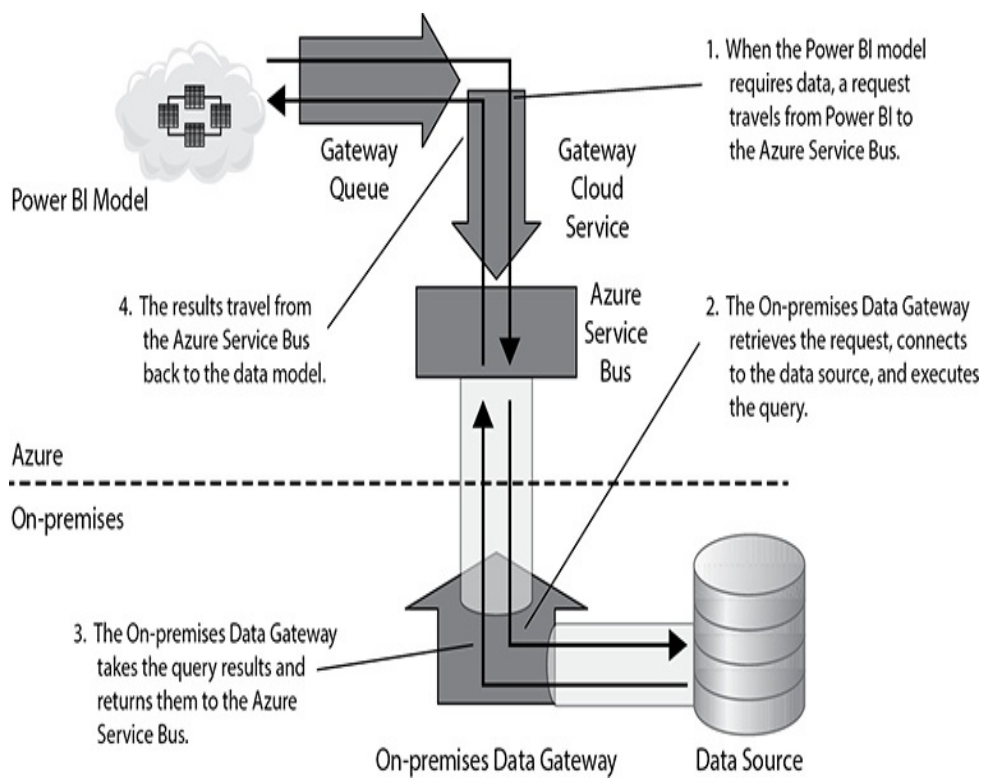 1. When the Power BI model
requires data, a request
travels from Power BI to
the Azure Service Bus.
Gateway
Queue
Gateway
Cloud
Service
Power BI Model
4. The results travel from
the Azure Service Bus
back to the data model.
Azure
Service
Bus
2. The On-premises Data Gateway
retrieves the request, connects
to the data source, and executes
the query.
Azure
On-premises
3. The On-premises Data Gateway
takes the query results and
returns them to the Azure
Service Bus.
On-premises Data Gateway
Data Source